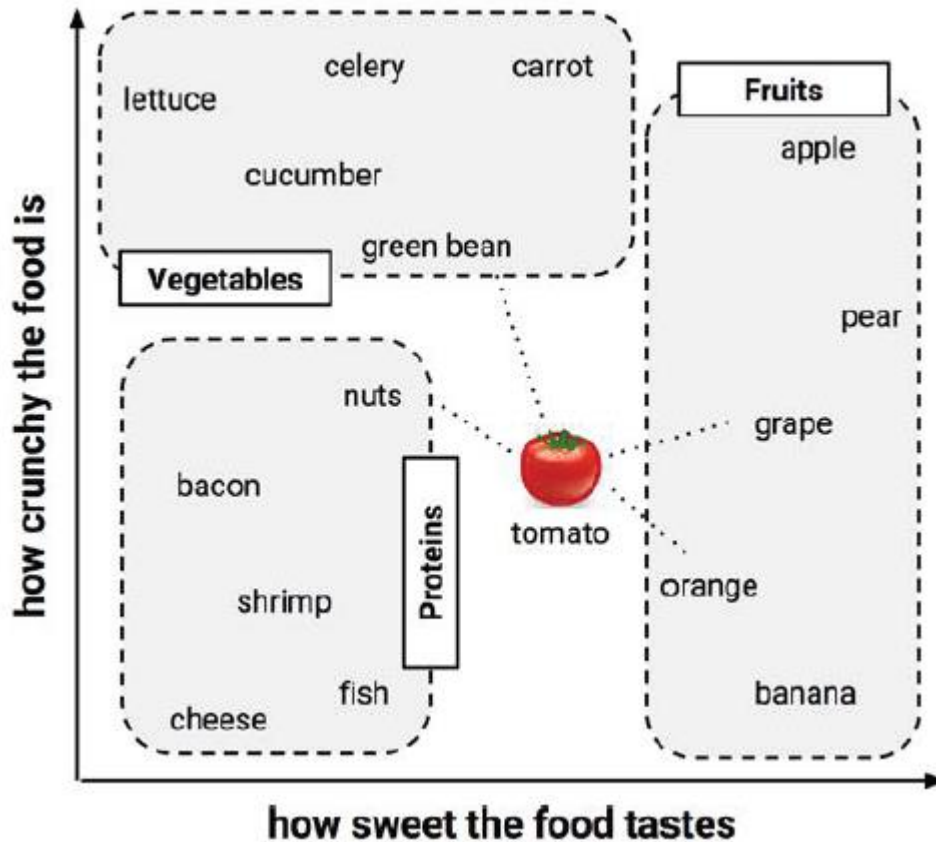 celery
carrot
lettuce
Fruits
apple
cucumber
green bean
Vegetables
pear
nuts
grape
bacon
tomato
Proteins
orange
shrimp
fish
banana
cheese
how crunchy the food is
how sweet the food tastes